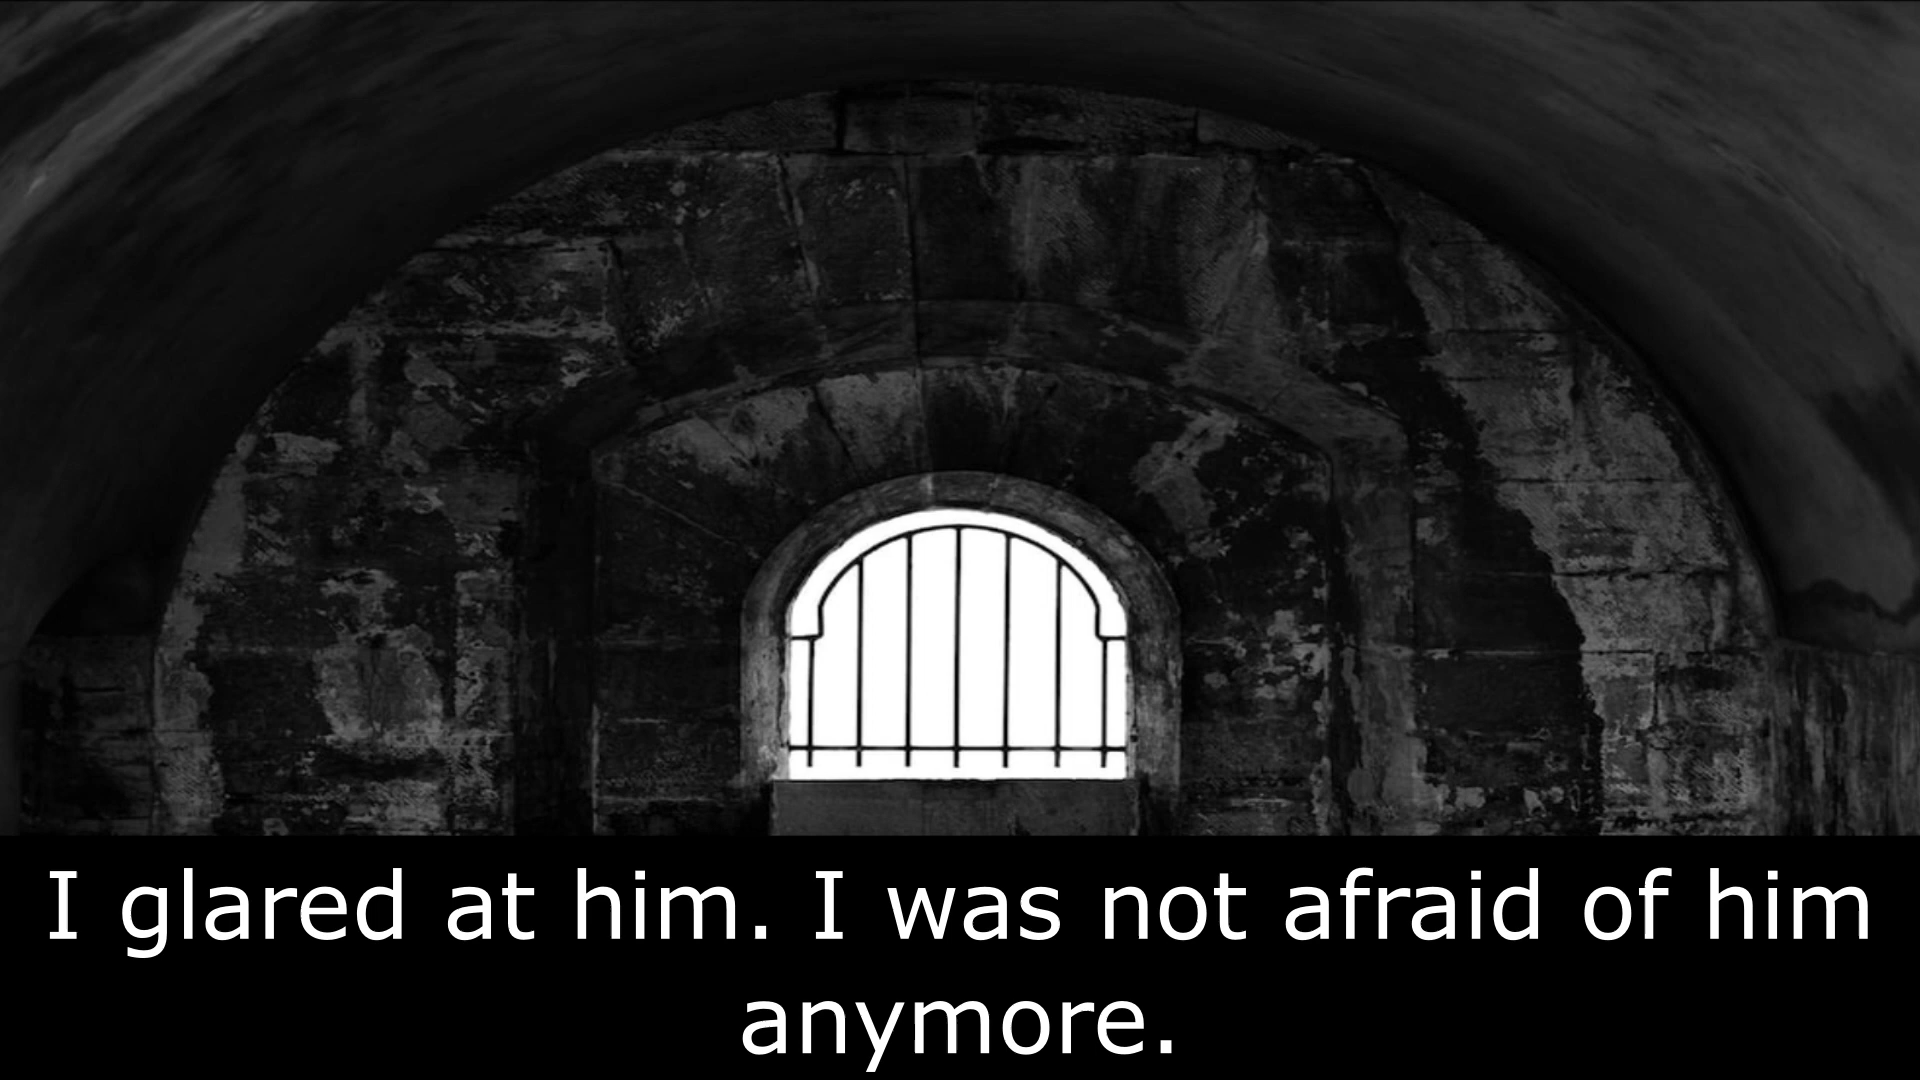 I glared at him. I was not afraid of him
anymore.